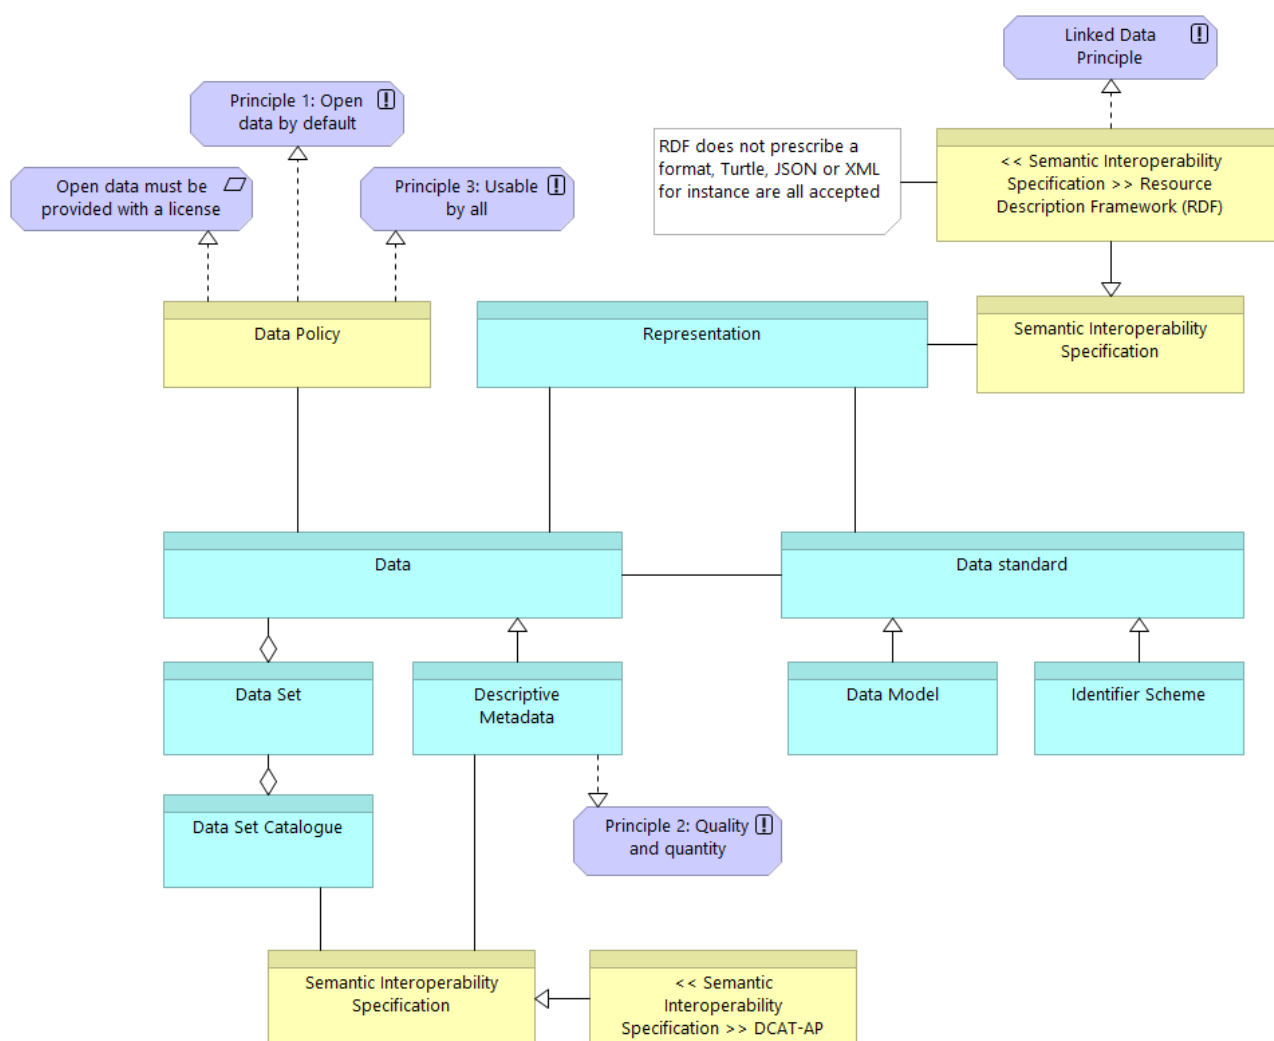 Linked Data
Principle
Principle 1: Open
data by default
RDF does not prescribe a
format, Turtle, JSON or XML
for instance are all accepted
<< Semantic Interoperability
Specification >> Resource
Description Framework (RDF)
Open data must be
provided with a license
Principle 3: Usable
by all
Data Policy
Representation
Semantic Interoperability
Specification
Data
Data standard
Data Set
Descriptive
Metadata
Data Model
Identifier Scheme
Data Set Catalogue
Principle 2: Quality
and quantity
Semantic Interoperability
Specification
<< Semantic
Interoperability
Specification >> DCAT-AP